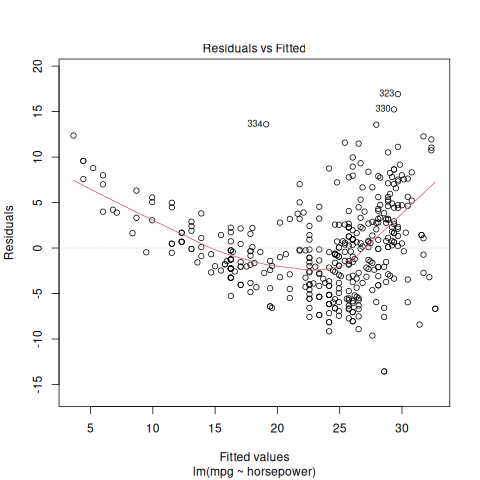 Residuals vs Fitted
20
15
10
5
0
-5
-10
-15
Residuals
323
330
334
5 10 15 20 25 30
Fitted values
lm(mpg ~ horsepower)